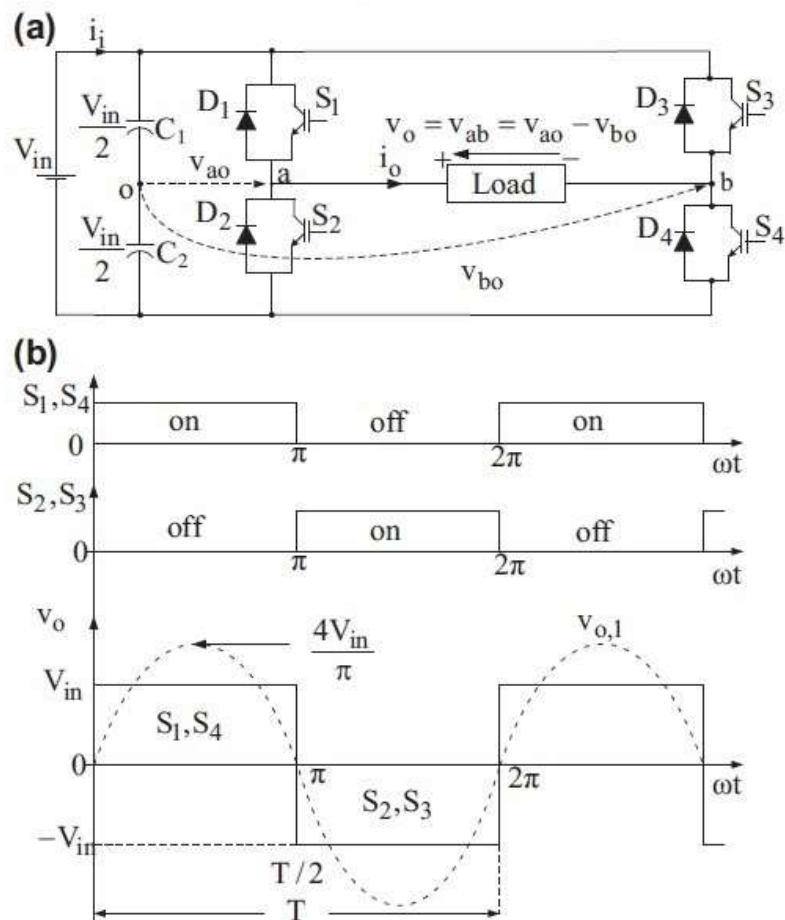 (a)
i_i
V_in
V_in/2
C_1
V_in/2
C_2
o
v_ao
a
D_1
S_1
D_2
S_2
v_o = v_ab = v_ao − v_bo
i_o
+
−
Load
v_bo
b
D_3
S_3
D_4
S_4
(b)
S_1,S_4
on
off
on
0
π
2π
ωt
S_2,S_3
off
on
off
0
π
2π
ωt
v_o
4V_in/π
v_o,1
V_in
S_1,S_4
0
π
2π
ωt
S_2,S_3
−V_in
T/2
T